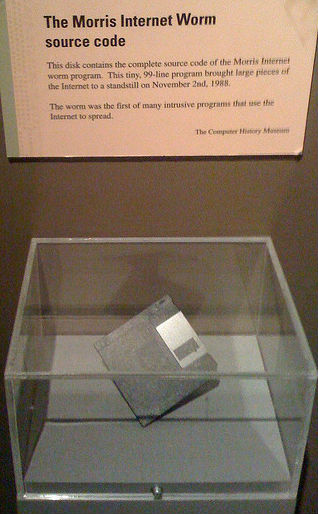 The Morris Internet Worm
source code
This disk contains the complete source code of the Morris Internet
worm program. This tiny, 99-line program brought large pieces of
the Internet to a standstill on November 2nd, 1988.
The worm was the first of many intrusive programs that use the
Internet to spread.
The Computer History Museum